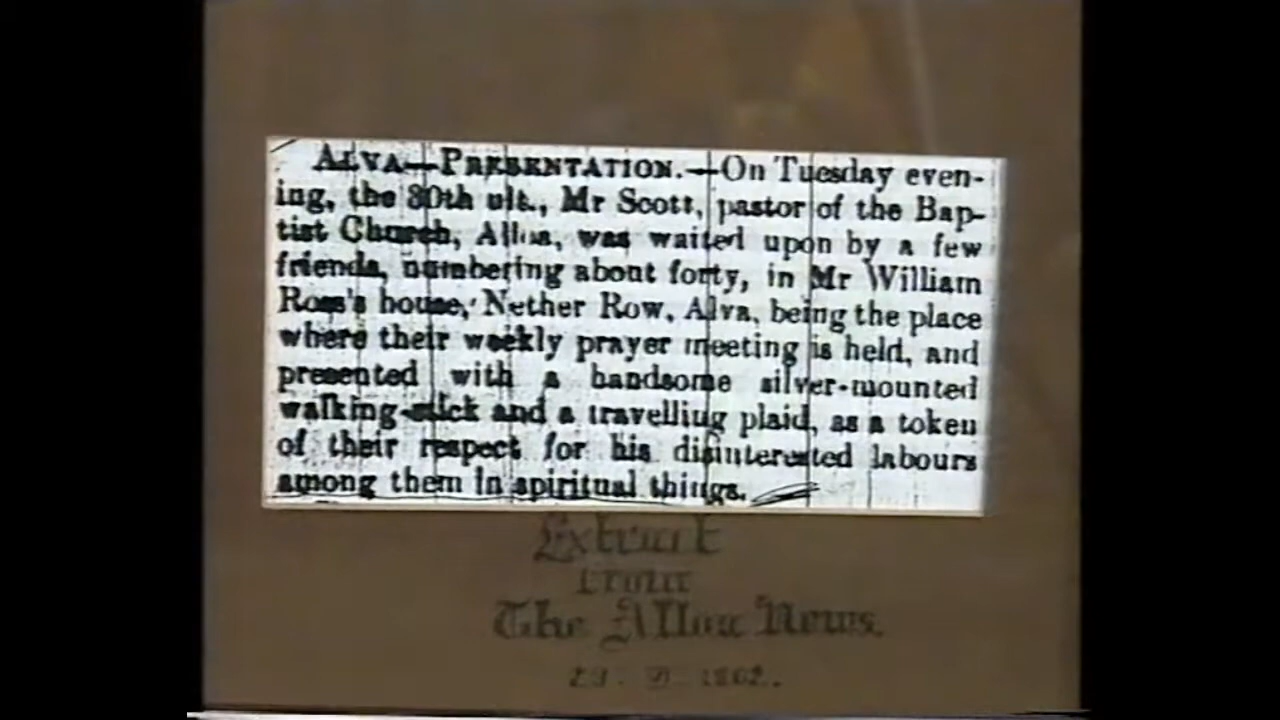 ALVA—PRESENTATION.—On Tuesday even-
ing, the 30th ult., Mr Scott, pastor of the Bap-
tist Church, Alloa, was waited upon by a few
friends, numbering about forty, in Mr William
Ross's house, Nether Row, Alva, being the place
where their weekly prayer meeting is held, and
presented with a handsome silver-mounted
walking-stick and a travelling plaid, as a token
of their respect for his disinterested labours
among them in spiritual things.
Extract
from
The Alloa News.